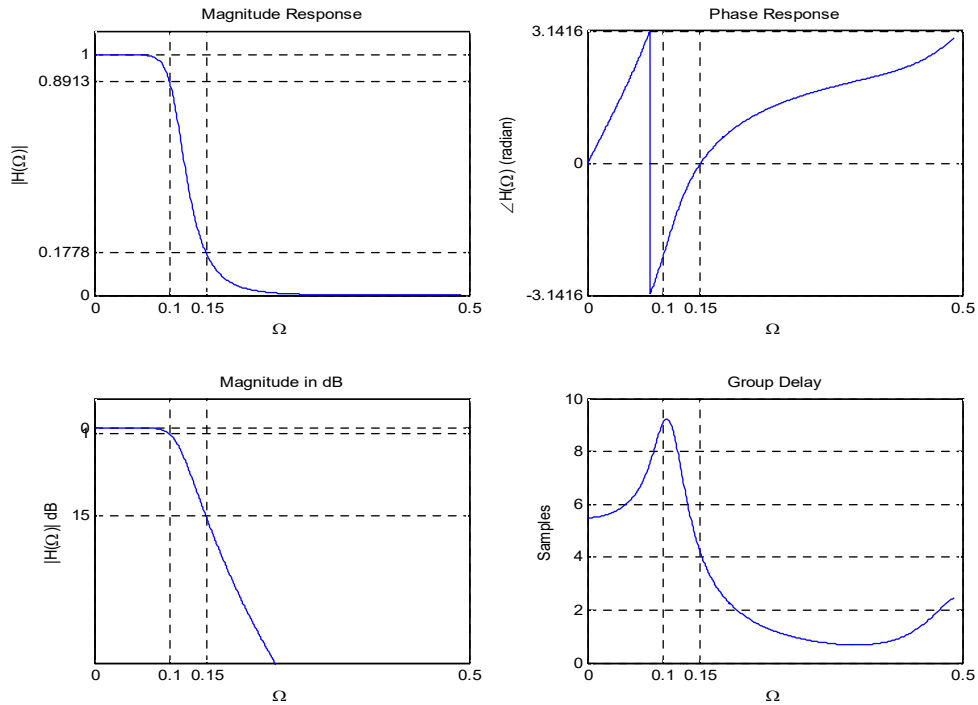 Magnitude Response
1
0.8913
0.1778
0
|H(Ω)|
0 0.1 0.15 0.5
Ω
Phase Response
3.1416
0
-3.1416
∠H(Ω) (radian)
0 0.1 0.15 0.5
Ω
Magnitude in dB
0
1
15
|H(Ω)| dB
0 0.1 0.15 0.5
Ω
Group Delay
10
8
6
4
2
0
Samples
0 0.1 0.15 0.5
Ω